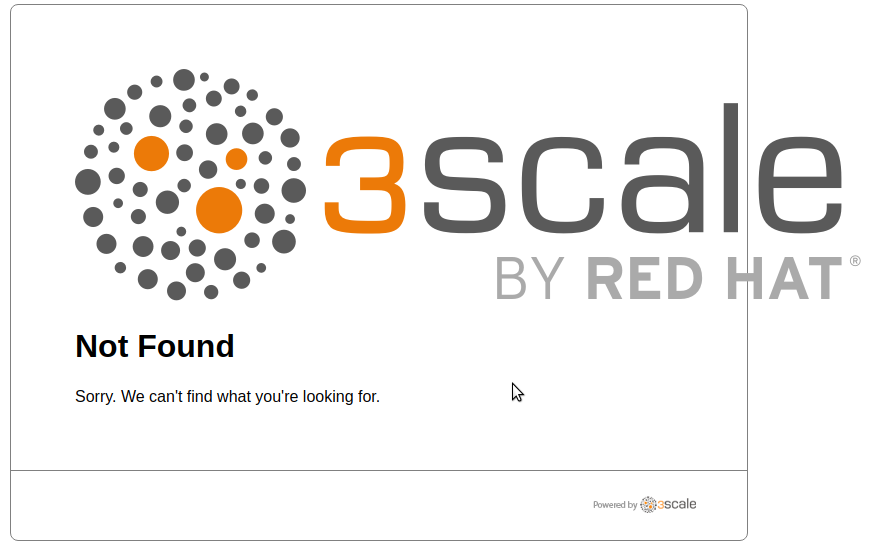 3scale
BY RED HAT®
Not Found
Sorry. We can't find what you're looking for.
Powered by 3scale